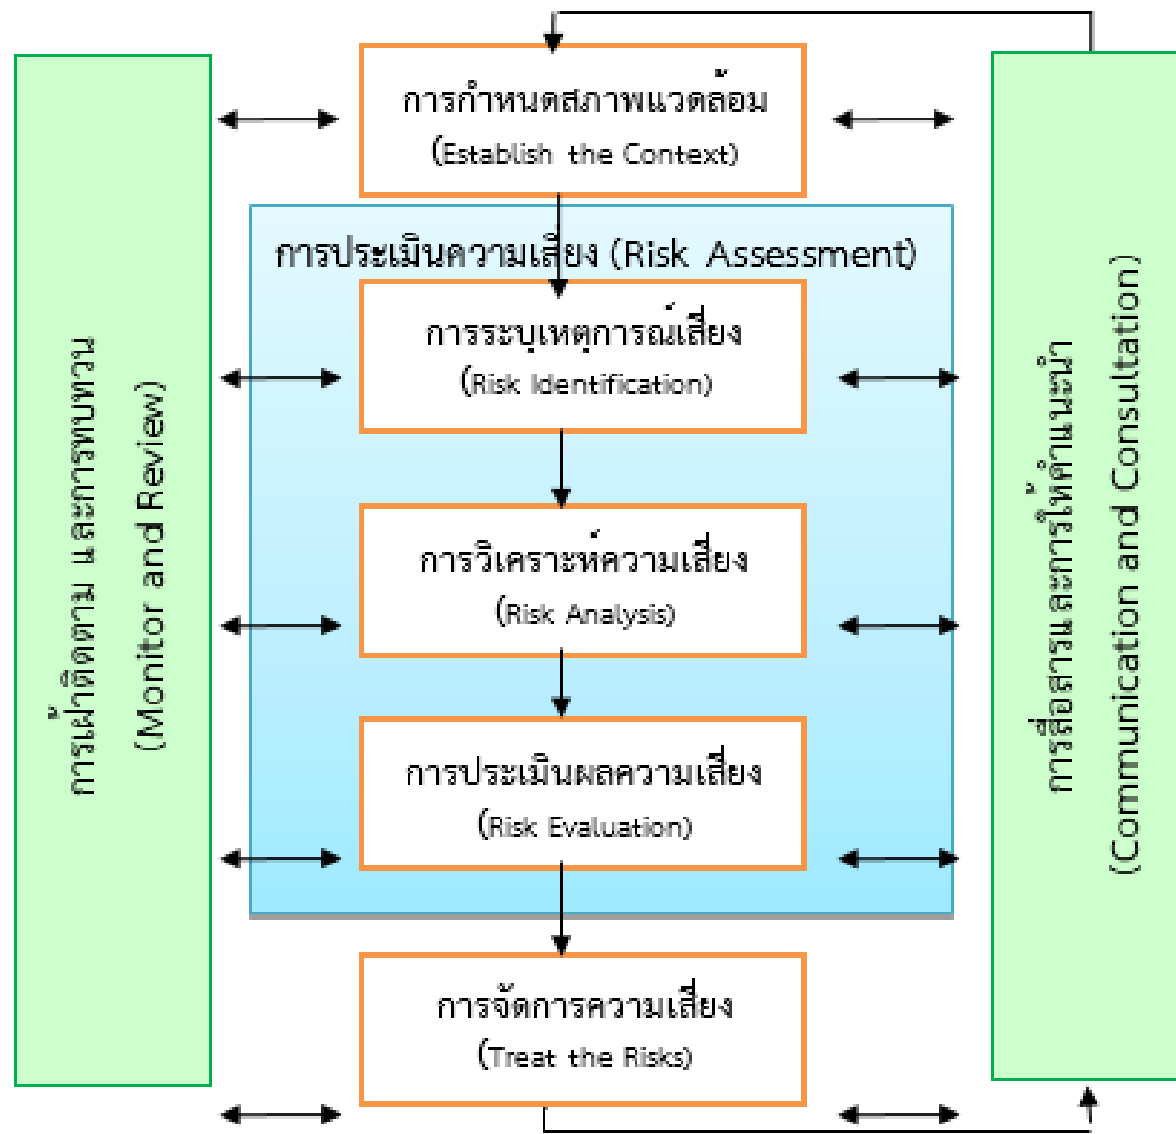 การกำหนดสภาพแวดล้อม
(Establish the Context)
การประเมินความเสี่ยง (Risk Assessment)
การระบุเหตุการณ์เสี่ยง
(Risk Identification)
การวิเคราะห์ความเสี่ยง
(Risk Analysis)
การประเมินผลความเสี่ยง
(Risk Evaluation)
การจัดการความเสี่ยง
(Treat the Risks)
การเฝ้าติดตาม และการทบทวน
(Monitor and Review)
การสื่อสารและการให้คำแนะนำ
(Communication and Consultation)